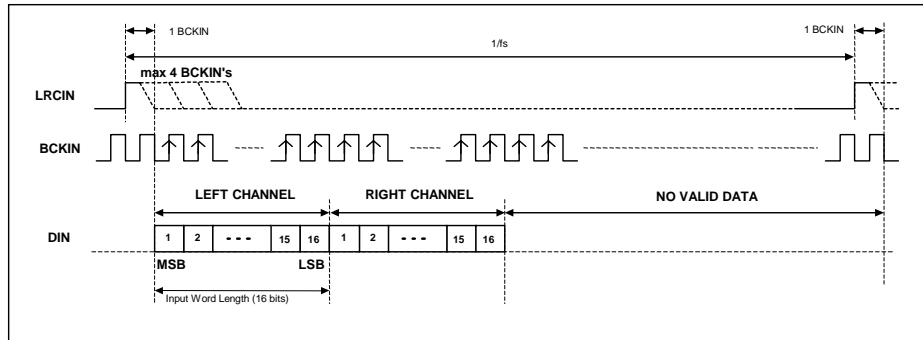 1 BCKIN
1 BCKIN
1/fs
max 4 BCKIN's
LRCIN
BCKIN
LEFT CHANNEL
RIGHT CHANNEL
NO VALID DATA
DIN
1 2 --- 15 16 1 2 --- 15 16
MSB LSB
Input Word Length (16 bits)